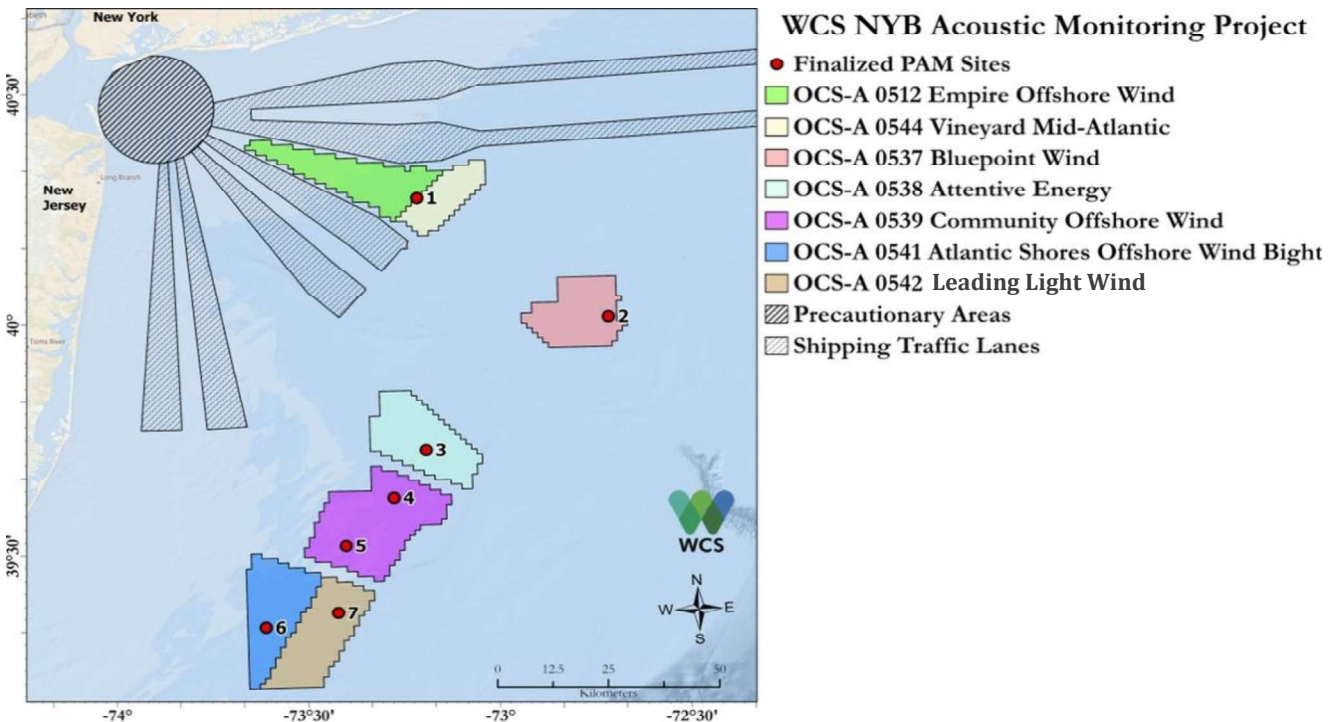 New York
abeth
Long Branch
New
Jersey
Toms River
40°30'
40°
39°30'
1
2
3
4
5
6
7
WCS
N
W
E
S
0
12.5
25
50
Kilometers
-74°
-73°30'
-73°
-72°30'
WCS NYB Acoustic Monitoring Project
Finalized PAM Sites
OCS-A 0512 Empire Offshore Wind
OCS-A 0544 Vineyard Mid-Atlantic
OCS-A 0537 Bluepoint Wind
OCS-A 0538 Attentive Energy
OCS-A 0539 Community Offshore Wind
OCS-A 0541 Atlantic Shores Offshore Wind Bight
OCS-A 0542 Leading Light Wind
Precautionary Areas
Shipping Traffic Lanes